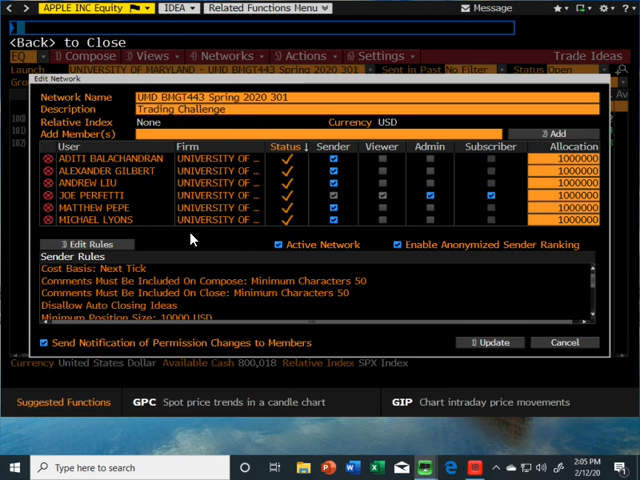 APPLE INC Equity IDEA Related Functions Menu Message
<Back> to Close
EQ Compose Views Networks Actions Settings Trade Ideas
Launch UNIVERSITY OF MARYLAND - UMD BMGT443 SPRING 2020 301 Sent in Past No Filter Status Open
Edit Network
Network Name UMD BMGT443 Spring 2020 301
Description Trading Challenge
Relative Index None Currency USD
Add Member(s) 2) Add
User Firm Status Sender Viewer Admin Subscriber Allocation
ADITI BALACHANDRAN UNIVERSITY OF ... 1000000
ALEXANDER GILBERT UNIVERSITY OF ... 1000000
ANDREW LIU UNIVERSITY OF ... 1000000
JOE PERFETTI UNIVERSITY OF ... 1000000
MATTHEW PEPE UNIVERSITY OF ... 1000000
MICHAEL LYONS UNIVERSITY OF ... 1000000
3) Edit Rules Active Network Enable Anonymized Sender Ranking
Sender Rules
Cost Basis: Next Tick
Comments Must Be Included On Compose: Minimum Characters 50
Comments Must Be Included On Close: Minimum Characters 50
Disallow Auto Closing Ideas
Minimum Position Size: 10000 USD
Send Notification of Permission Changes to Members 1) Update Cancel
Currency United States Dollar Available Cash 800,018 Relative Index SPX Index
Suggested Functions GPC Spot price trends in a candle chart GIP Chart intraday price movements
Type here to search
2:05 PM
2/12/20